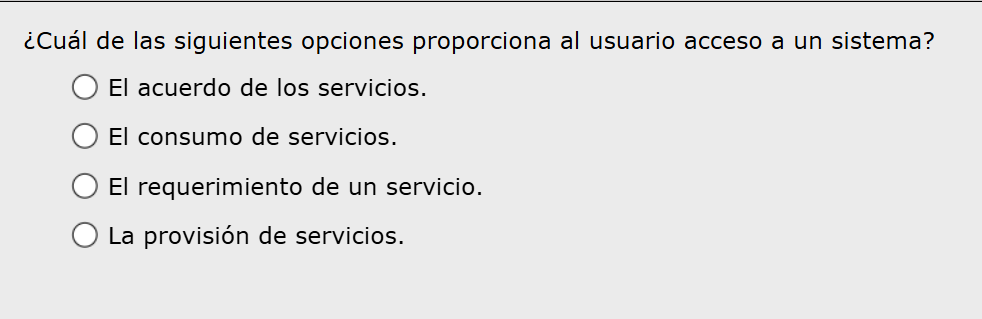 ¿Cuál de las siguientes opciones proporciona al usuario acceso a un sistema?
El acuerdo de los servicios.
El consumo de servicios.
El requerimiento de un servicio.
La provisión de servicios.